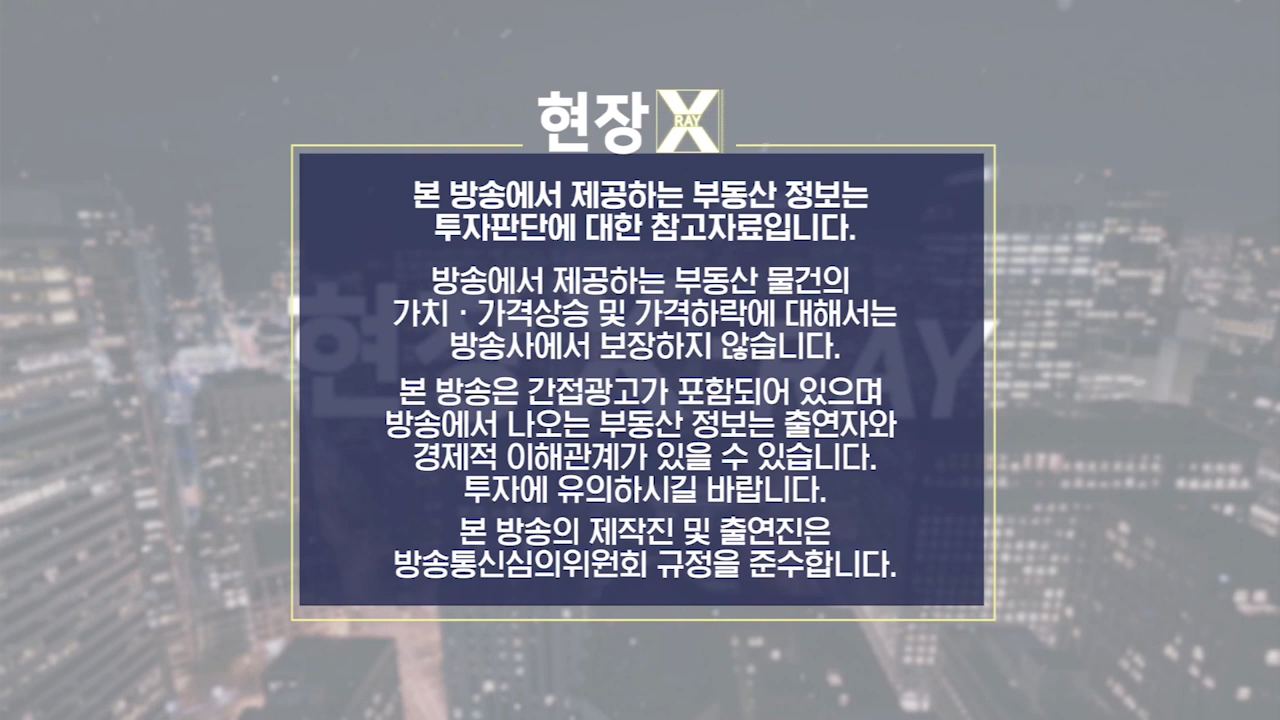 현장 X RAY
본 방송에서 제공하는 부동산 정보는
투자판단에 대한 참고자료입니다.
방송에서 제공하는 부동산 물건의
가치 · 가격상승 및 가격하락에 대해서는
방송사에서 보장하지 않습니다.
본 방송은 간접광고가 포함되어 있으며
방송에서 나오는 부동산 정보는 출연자와
경제적 이해관계가 있을 수 있습니다.
투자에 유의하시길 바랍니다.
본 방송의 제작진 및 출연진은
방송통신심의위원회 규정을 준수합니다.